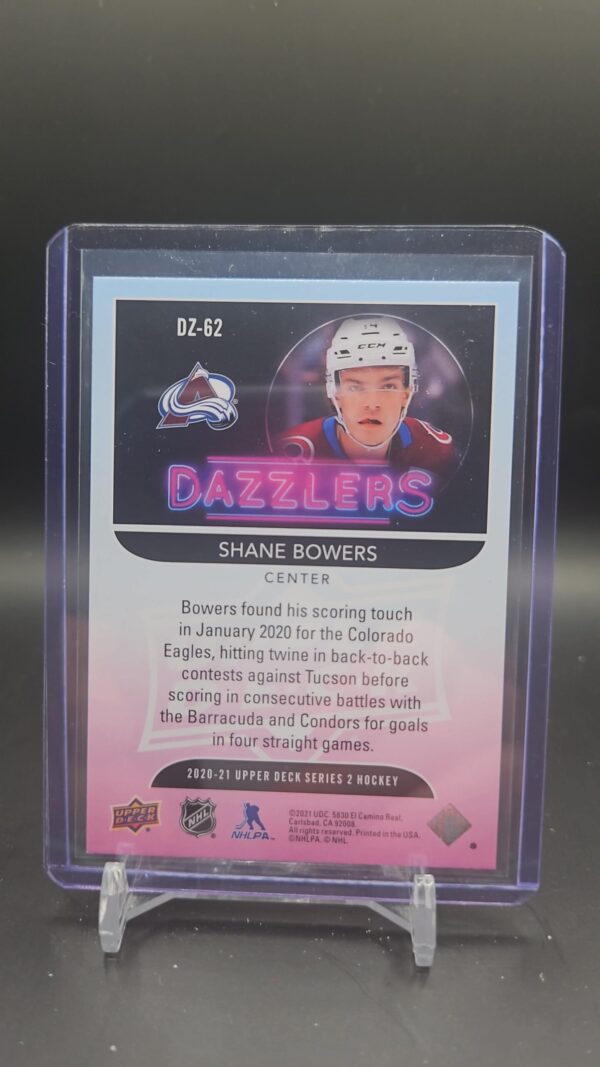 DZ-62
CCM
DAZZLERS
SHANE BOWERS
CENTER
Bowers found his scoring touch
in January 2020 for the Colorado
Eagles, hitting twine in back-to-back
contests against Tucson before
scoring in consecutive battles with
the Barracuda and Condors for goals
in four straight games.
2020-21 UPPER DECK SERIES 2 HOCKEY
UPPER
DECK
NHL
NHLPA
©2021 UDC. 5830 El Camino Real,
Carlsbad, CA 92008.
All rights reserved. Printed in the USA.
©NHLPA. © NHL.